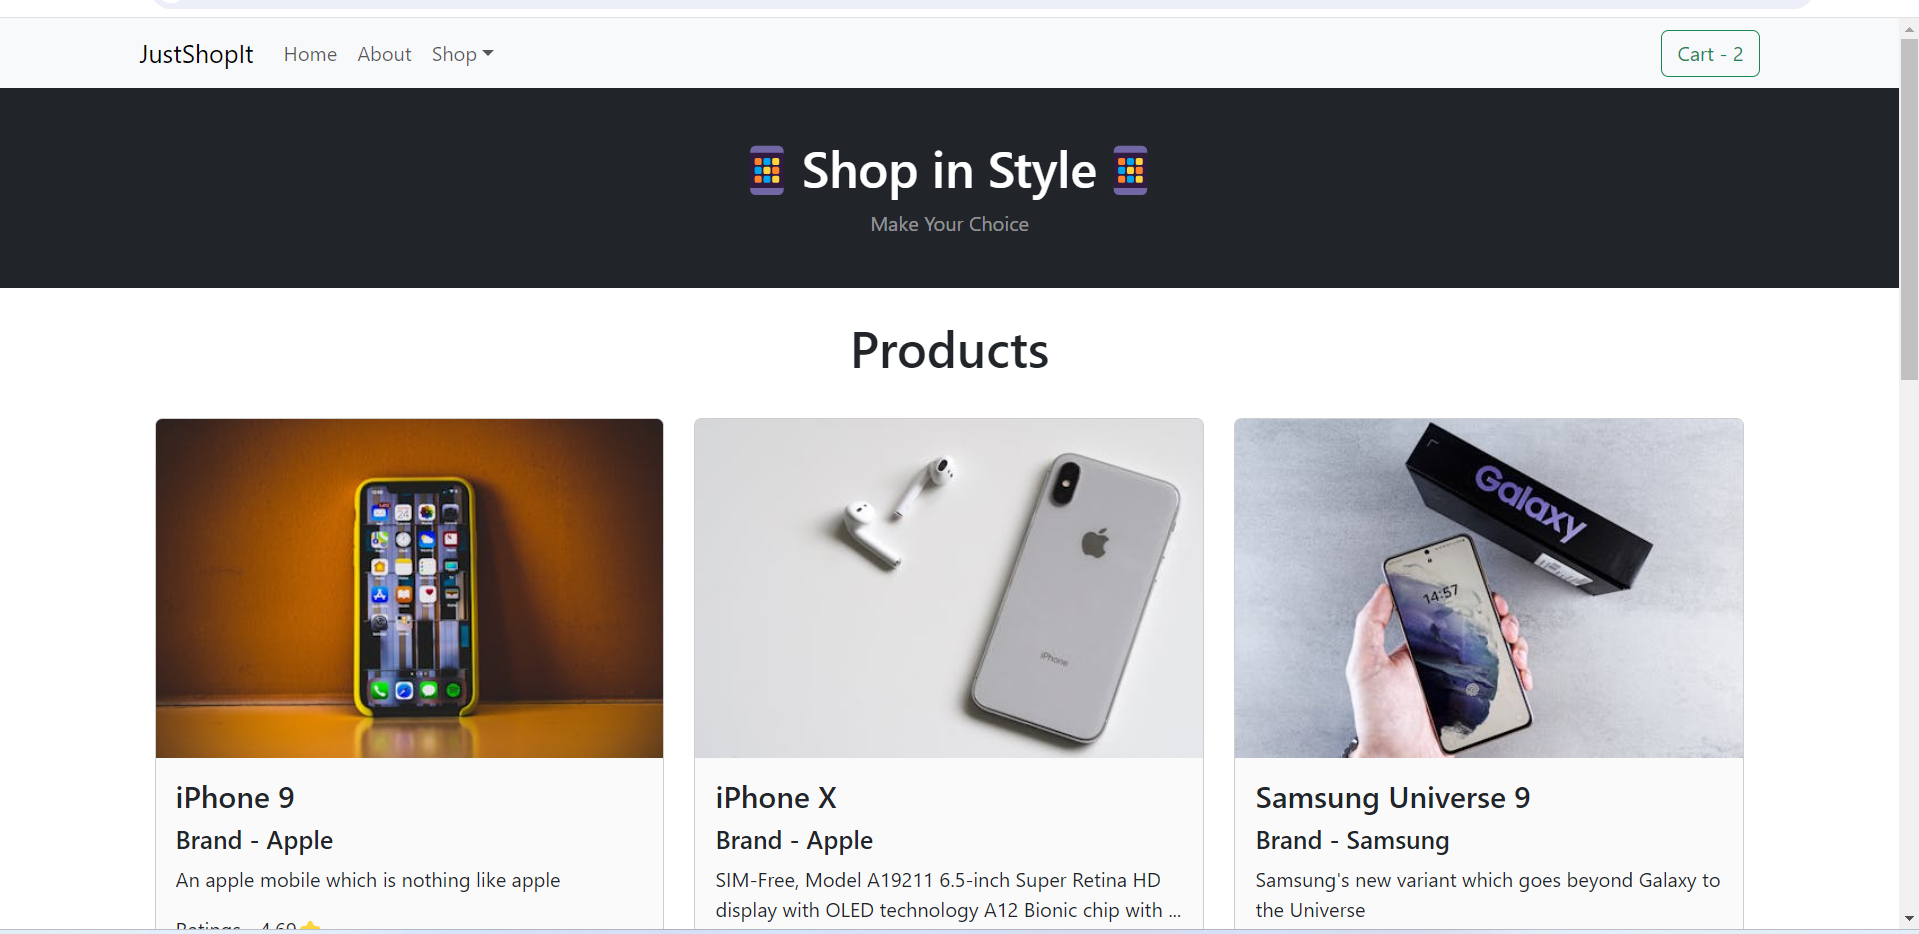 JustShopIt Home About Shop Cart - 2
Shop in Style
Make Your Choice
Products
Galaxy
14:57
iPhone
iPhone 9
Brand - Apple
An apple mobile which is nothing like apple
Ratings - 4.69
iPhone X
Brand - Apple
SIM-Free, Model A19211 6.5-inch Super Retina HD
display with OLED technology A12 Bionic chip with ...
Samsung Universe 9
Brand - Samsung
Samsung's new variant which goes beyond Galaxy to
the Universe